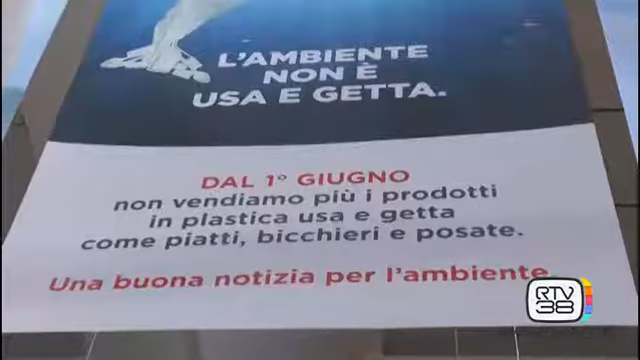 L'AMBIENTE
NON È
USA E GETTA.
DAL 1° GIUGNO
non vendiamo più i prodotti
in plastica usa e getta
come piatti, bicchieri e posate.
Una buona notizia per l'ambiente.
RTV
38